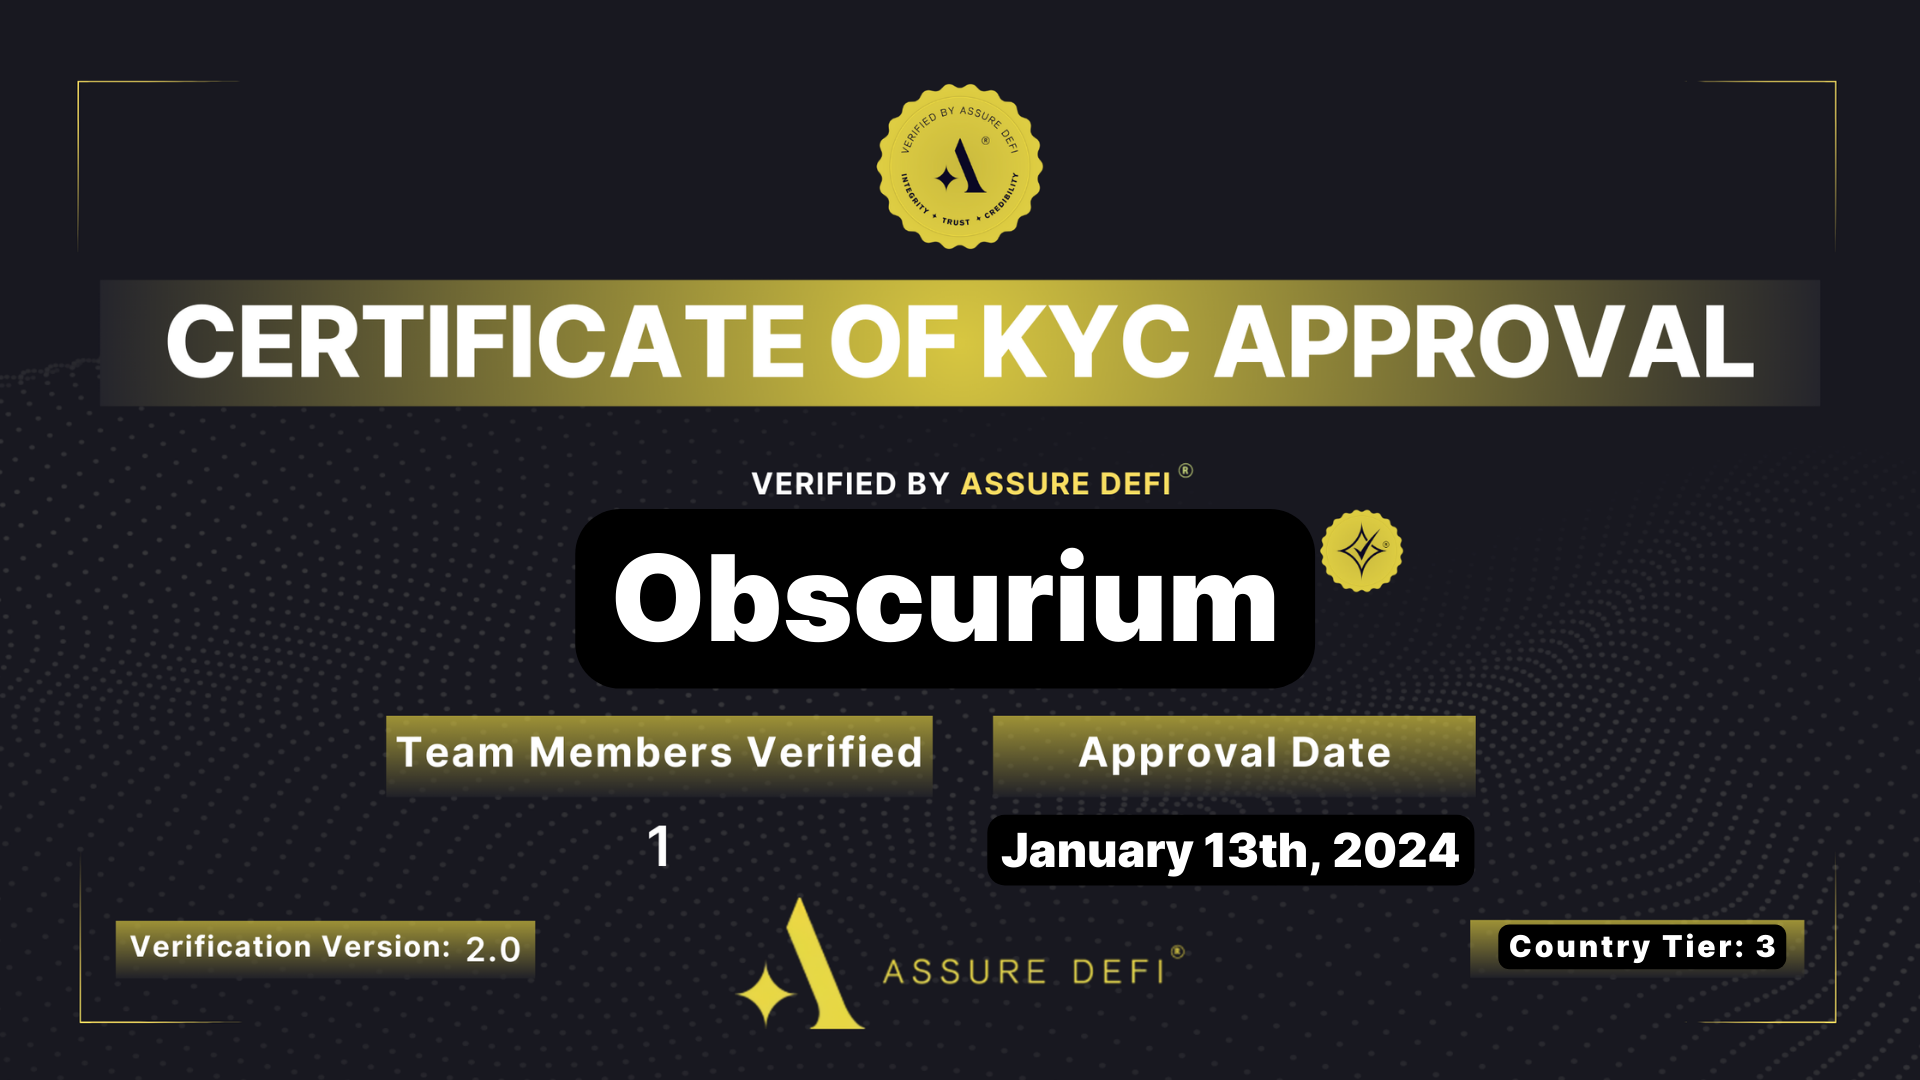 VERIFIED BY ASSURE DEFI
®
INTEGRITY ✦ TRUST ✦ CREDIBILITY
CERTIFICATE OF KYC APPROVAL
VERIFIED BY ASSURE DEFI®
Obscurium
®
Team Members Verified
Approval Date
1
January 13th, 2024
Verification Version: 2.0
ASSURE DEFI®
Country Tier: 3